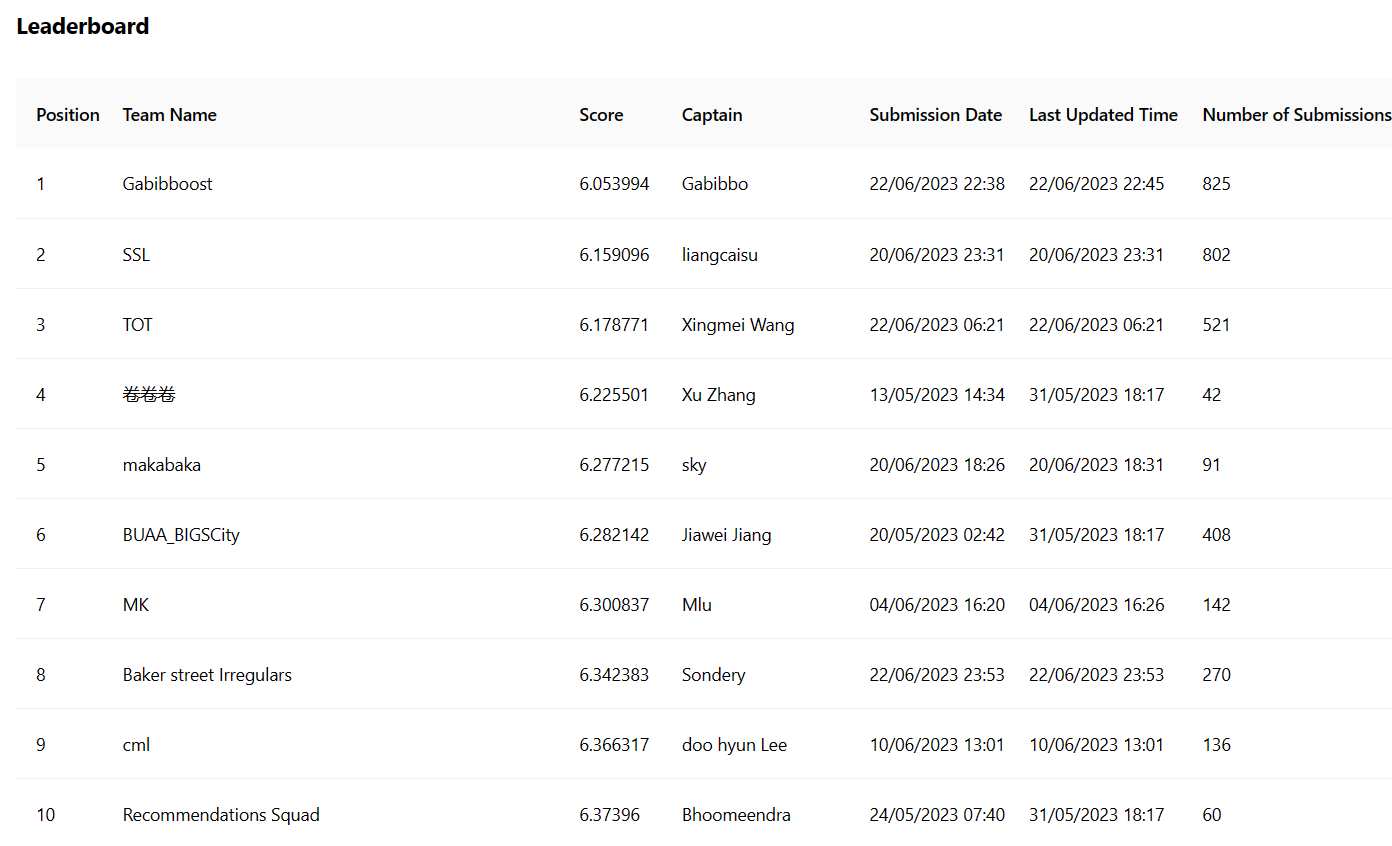 Leaderboard
Position Team Name Score Captain Submission Date Last Updated Time Number of Submissions
1 Gabibboost 6.053994 Gabibbo 22/06/2023 22:38 22/06/2023 22:45 825
2 SSL 6.159096 liangcaisu 20/06/2023 23:31 20/06/2023 23:31 802
3 TOT 6.178771 Xingmei Wang 22/06/2023 06:21 22/06/2023 06:21 521
4 卷卷卷 6.225501 Xu Zhang 13/05/2023 14:34 31/05/2023 18:17 42
5 makabaka 6.277215 sky 20/06/2023 18:26 20/06/2023 18:31 91
6 BUAA_BIGSCity 6.282142 Jiawei Jiang 20/05/2023 02:42 31/05/2023 18:17 408
7 MK 6.300837 Mlu 04/06/2023 16:20 04/06/2023 16:26 142
8 Baker street Irregulars 6.342383 Sondery 22/06/2023 23:53 22/06/2023 23:53 270
9 cml 6.366317 doo hyun Lee 10/06/2023 13:01 10/06/2023 13:01 136
10 Recommendations Squad 6.37396 Bhoomeendra 24/05/2023 07:40 31/05/2023 18:17 60